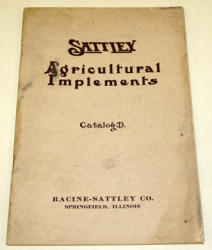 SATTLEY
Agricultural
Implements
Catalog D.
RACINE-SATTLEY CO.
SPRINGFIELD, ILLINOIS